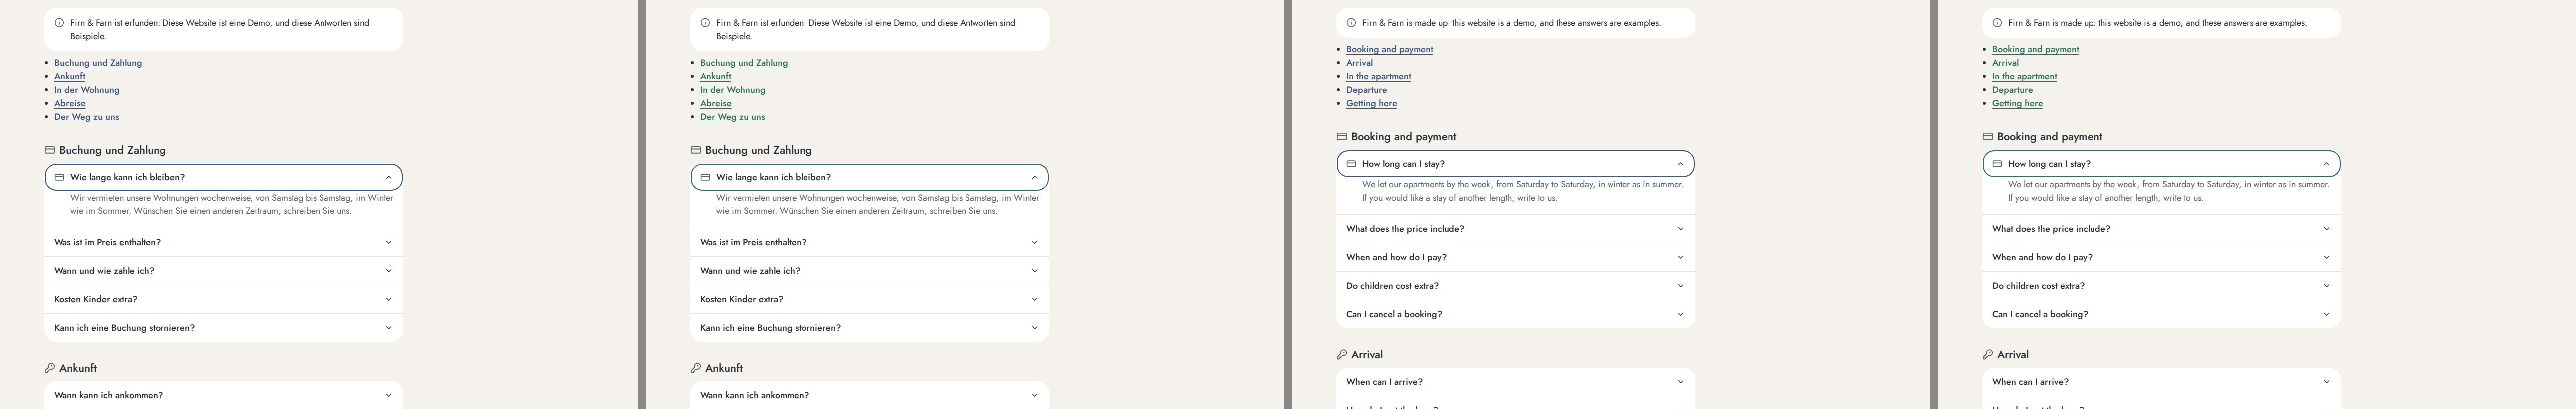 Firn & Farn ist erfunden: Diese Website ist eine Demo, und diese Antworten sind
Beispiele.
Buchung und Zahlung
Ankunft
In der Wohnung
Abreise
Der Weg zu uns
Buchung und Zahlung
Wie lange kann ich bleiben?
Wir vermieten unsere Wohnungen wochenweise, von Samstag bis Samstag, im Winter
wie im Sommer. Wünschen Sie einen anderen Zeitraum, schreiben Sie uns.
Was ist im Preis enthalten?
Wann und wie zahle ich?
Kosten Kinder extra?
Kann ich eine Buchung stornieren?
Ankunft
Wann kann ich ankommen?
Firn & Farn ist erfunden: Diese Website ist eine Demo, und diese Antworten sind
Beispiele.
Buchung und Zahlung
Ankunft
In der Wohnung
Abreise
Der Weg zu uns
Buchung und Zahlung
Wie lange kann ich bleiben?
Wir vermieten unsere Wohnungen wochenweise, von Samstag bis Samstag, im Winter
wie im Sommer. Wünschen Sie einen anderen Zeitraum, schreiben Sie uns.
Was ist im Preis enthalten?
Wann und wie zahle ich?
Kosten Kinder extra?
Kann ich eine Buchung stornieren?
Ankunft
Wann kann ich ankommen?
Firn & Farn is made up: this website is a demo, and these answers are examples.
Booking and payment
Arrival
In the apartment
Departure
Getting here
Booking and payment
How long can I stay?
We let our apartments by the week, from Saturday to Saturday, in winter as in summer.
If you would like a stay of another length, write to us.
What does the price include?
When and how do I pay?
Do children cost extra?
Can I cancel a booking?
Arrival
When can I arrive?
Firn & Farn is made up: this website is a demo, and these answers are examples.
Booking and payment
Arrival
In the apartment
Departure
Getting here
Booking and payment
How long can I stay?
We let our apartments by the week, from Saturday to Saturday, in winter as in summer.
If you would like a stay of another length, write to us.
What does the price include?
When and how do I pay?
Do children cost extra?
Can I cancel a booking?
Arrival
When can I arrive?